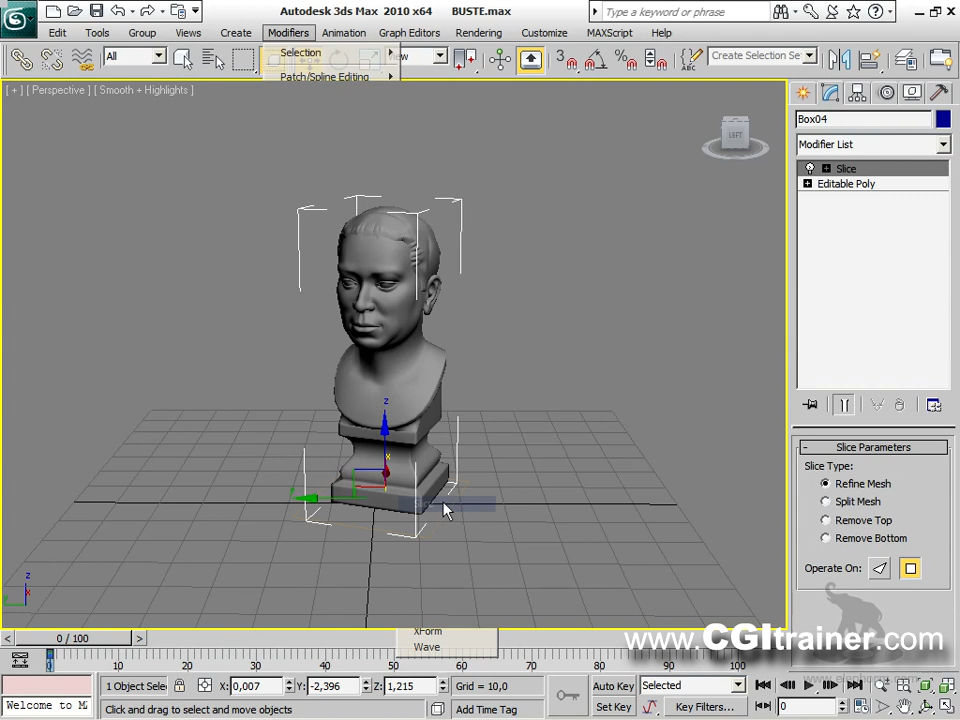 Autodesk 3ds Max 2010 x64 BUSTE.max
Type a keyword or phrase
Edit Tools Group Views Create Modifiers Animation Graph Editors Rendering Customize MAXScript Help
All
Create Selection Se
Selection
Patch/Spline Editing
[ + ] [ Perspective ] [ Smooth + Highlights ]
LEFT
Box04
Modifier List
Slice
Editable Poly
z
x
Slice Parameters
Slice Type:
Refine Mesh
Split Mesh
Remove Top
Remove Bottom
Operate On:
z
XForm
Wave
< 0 / 100 >
www.CGItrainer.com
0 10 20 30 40 50 60 70 80 90 100
1 Object Selec
X: 0,007 Y: -2,396 Z: 1,215
Grid = 10,0
Auto Key
Selected
Welcome to M
Click and drag to select and move objects
Add Time Tag
Set Key
Key Filters...
0